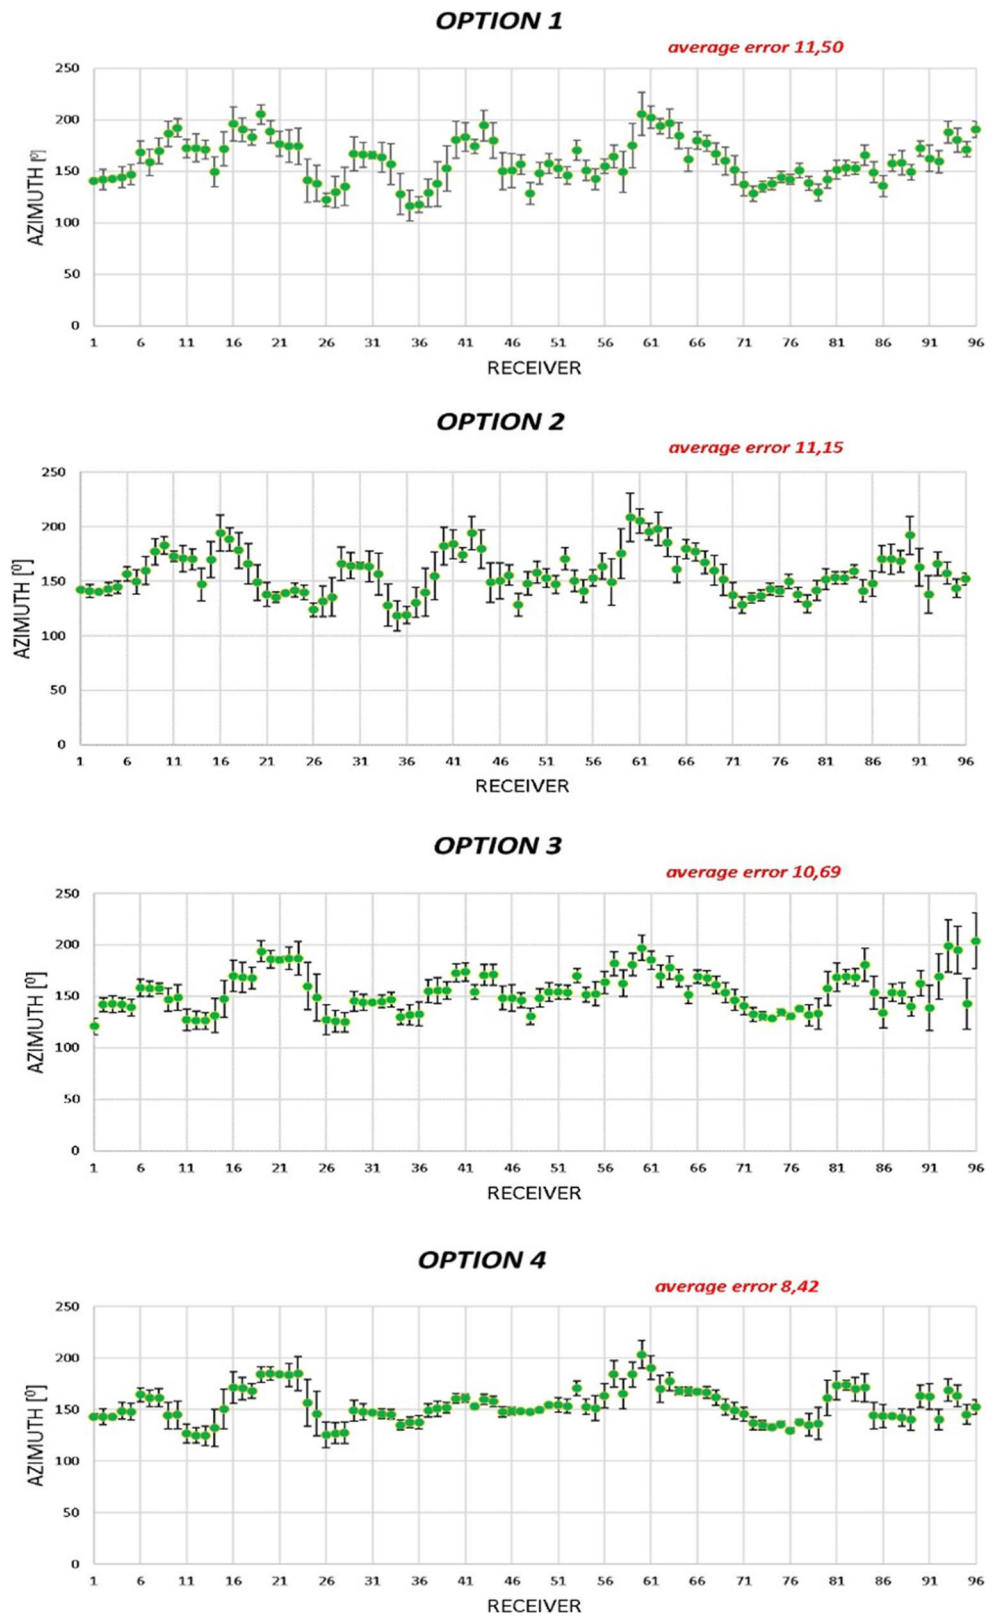 OPTION 1
average error 11,50
AZIMUTH [⁰]
250
200
150
100
50
0
1 6 11 16 21 26 31 36 41 46 51 56 61 66 71 76 81 86 91 96
RECEIVER
OPTION 2
average error 11,15
AZIMUTH [⁰]
250
200
150
100
50
0
1 6 11 16 21 26 31 36 41 46 51 56 61 66 71 76 81 86 91 96
RECEIVER
OPTION 3
average error 10,69
AZIMUTH [⁰]
250
200
150
100
50
0
1 6 11 16 21 26 31 36 41 46 51 56 61 66 71 76 81 86 91 96
RECEIVER
OPTION 4
average error 8,42
AZIMUTH [⁰]
250
200
150
100
50
0
1 6 11 16 21 26 31 36 41 46 51 56 61 66 71 76 81 86 91 96
RECEIVER